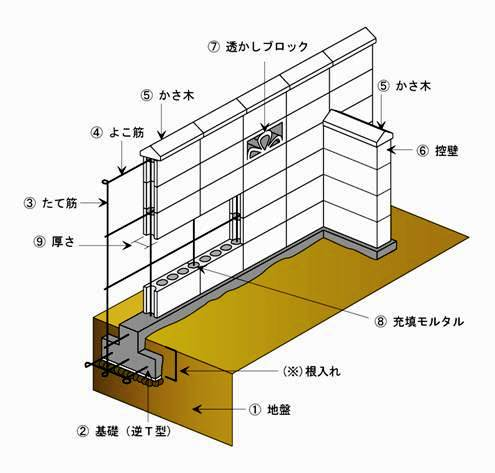 ⑦ 透かしブロック
⑤ かさ木
⑤ かさ木
④ よこ筋
⑥ 控壁
③ たて筋
⑨ 厚さ
⑧ 充填モルタル
(※)根入れ
① 地盤
② 基礎（逆Ｔ型）